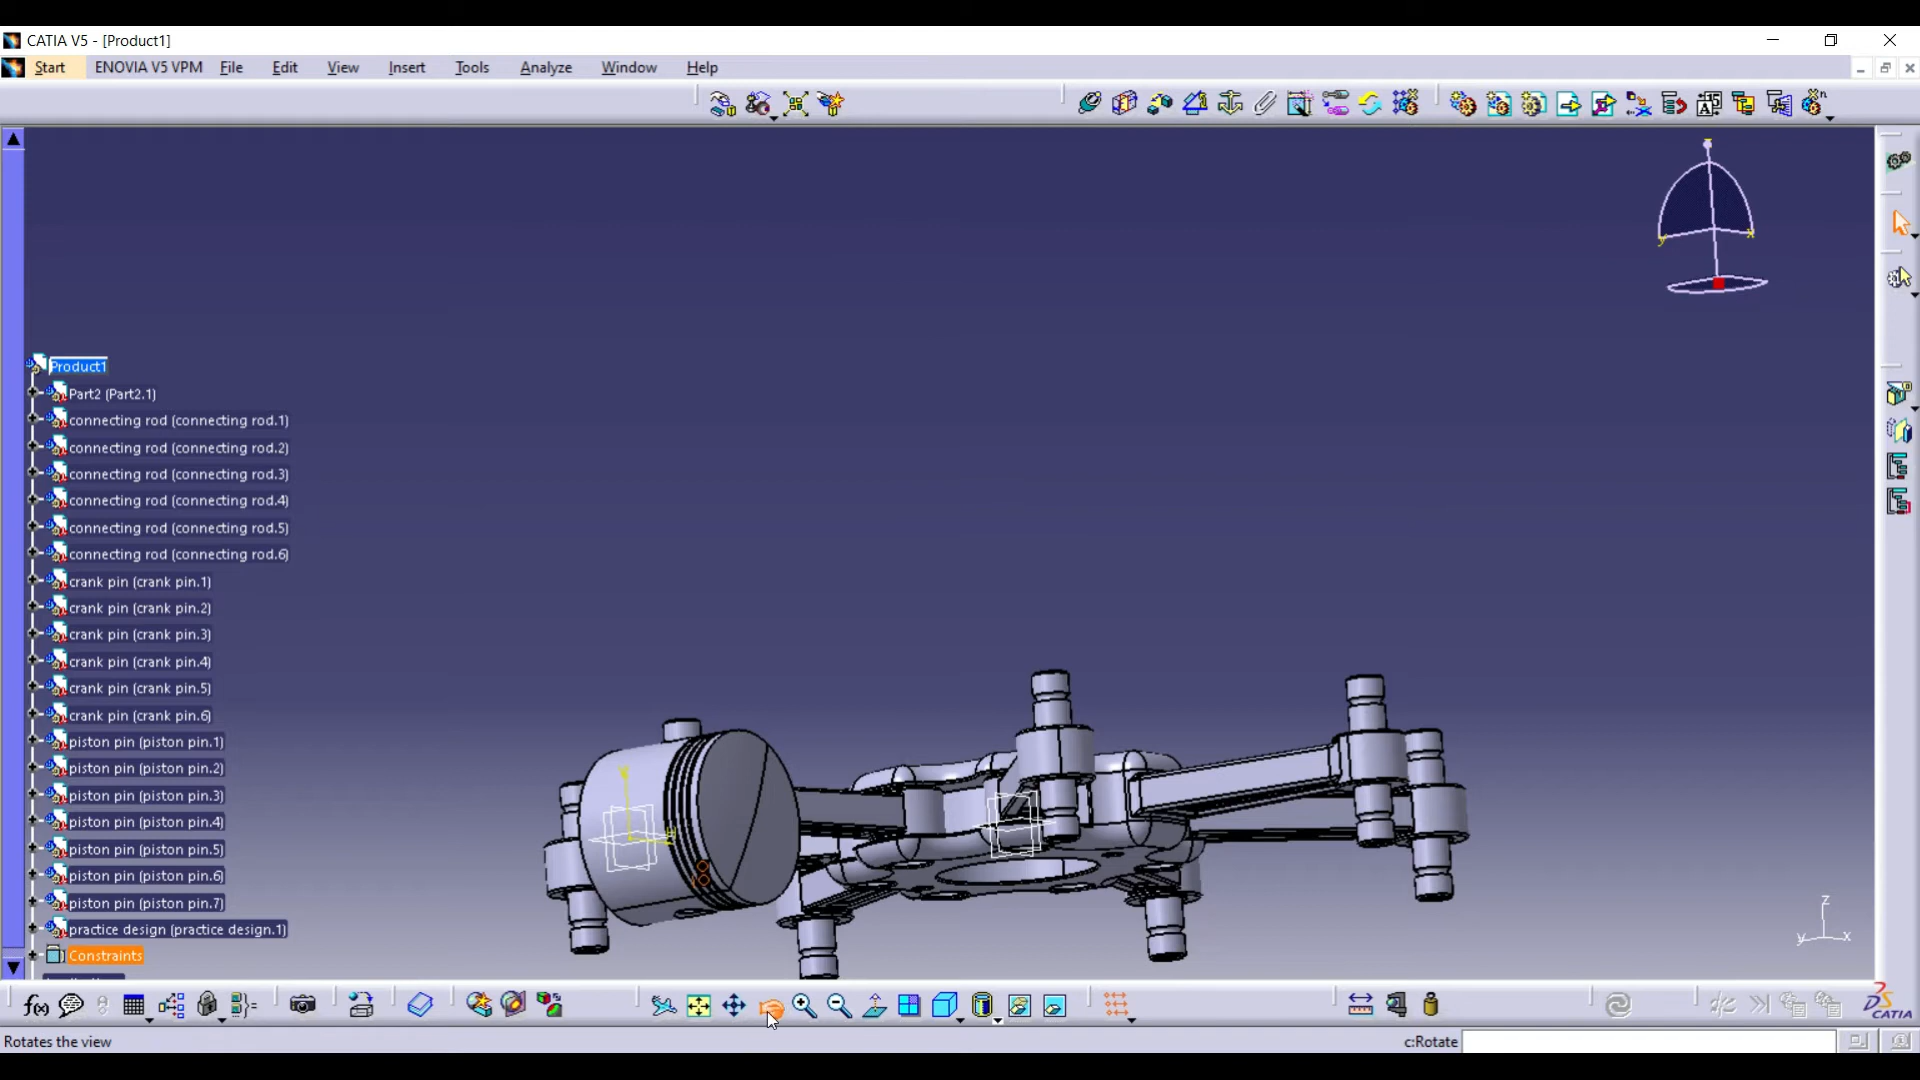 CATIA V5 - [Product1]
Start ENOVIA V5 VPM File Edit View Insert Tools Analyze Window Help
Product1
Part2 (Part2.1)
connecting rod (connecting rod.1)
connecting rod (connecting rod.2)
connecting rod (connecting rod.3)
connecting rod (connecting rod.4)
connecting rod (connecting rod.5)
connecting rod (connecting rod.6)
crank pin (crank pin.1)
crank pin (crank pin.2)
crank pin (crank pin.3)
crank pin (crank pin.4)
crank pin (crank pin.5)
crank pin (crank pin.6)
piston pin (piston pin.1)
piston pin (piston pin.2)
piston pin (piston pin.3)
piston pin (piston pin.4)
piston pin (piston pin.5)
piston pin (piston pin.6)
piston pin (piston pin.7)
practice design (practice design.1)
Constraints
y x
z
y x
f(x)
CATIA
Rotates the view
c:Rotate